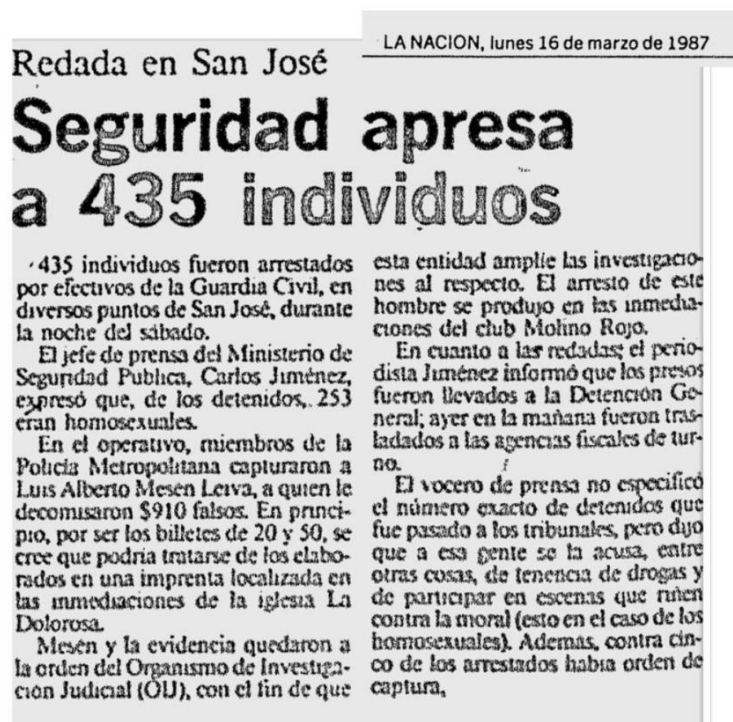 LA NACION, lunes 16 de marzo de 1987
Redada en San José
Seguridad apresa
a 435 individuos
435 individuos fueron arrestados
por efectivos de la Guardia Civil, en
diversos puntos de San José, durante
la noche del sábado.
El jefe de prensa del Ministerio de
Seguridad Publica, Carlos Jiménez,
expresó que, de los detenidos, 253
eran homosexuales.
En el operativo, miembros de la
Policía Metropolitana capturaron a
Luis Alberto Mesén Leiva, a quien le
decomisaron $910 falsos. En princi-
pio, por ser los billetes de 20 y 50, se
cree que podría tratarse de los elabo-
rados en una imprenta localizada en
las inmediaciones de la iglesia La
Dolorosa.
Mesén y la evidencia quedaron a
la orden del Organismo de Investiga-
ción Judicial (OIJ), con el fin de que
esta entidad amplíe las investigacio-
nes al respecto. El arresto de este
hombre se produjo en las inmedia-
ciones del club Molino Rojo.
En cuanto a las redadas; el perio-
dista Jiménez informó que los presos
fueron llevados a la Detención Ge-
neral; ayer en la mañana fueron tras-
ladados a las agencias fiscales de tur-
no.
El vocero de prensa no especificó
el número exacto de detenidos que
fue pasado a los tribunales, pero dijo
que a esa gente se la acusa, entre
otras cosas, de tenencia de drogas y
de participar en escenas que riñen
contra la moral (esto en el caso de los
homosexuales). Además, contra cin-
co de los arrestados había orden de
captura,